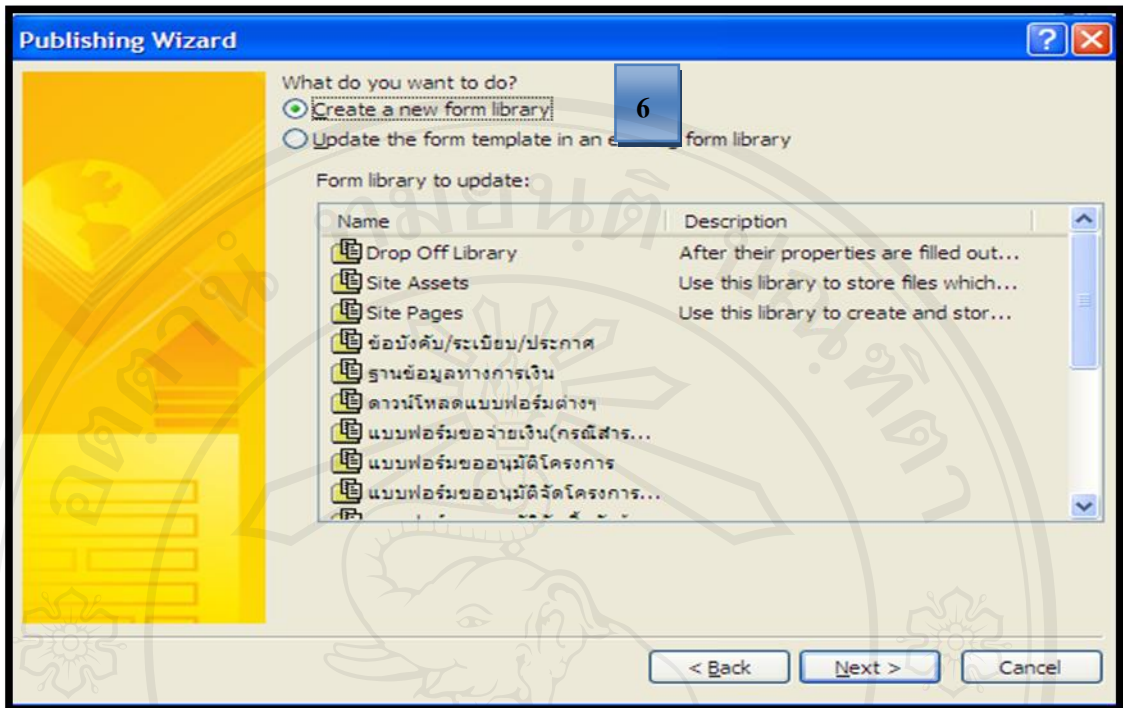 Publishing Wizard
What do you want to do?
Create a new form library
6
Update the form template in an form library
Form library to update:
Name Description
Drop Off Library After their properties are filled out...
Site Assets Use this library to store files which...
Site Pages Use this library to create and stor...
ข้อบังคับ/ระเบียบ/ประกาศ
ฐานข้อมูลทางการเงิน
ดาวน์โหลดแบบฟอร์มต่างๆ
แบบฟอร์มขอจ่ายเงิน(กรณีสาร...
แบบฟอร์มขออนุมัติโครงการ
แบบฟอร์มขออนุมัติจัดโครงการ...
< Back Next > Cancel